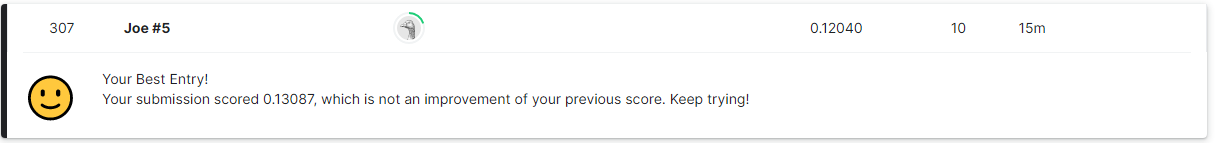 307 Joe #5 0.12040 10 15m
Your Best Entry!
Your submission scored 0.13087, which is not an improvement of your previous score. Keep trying!